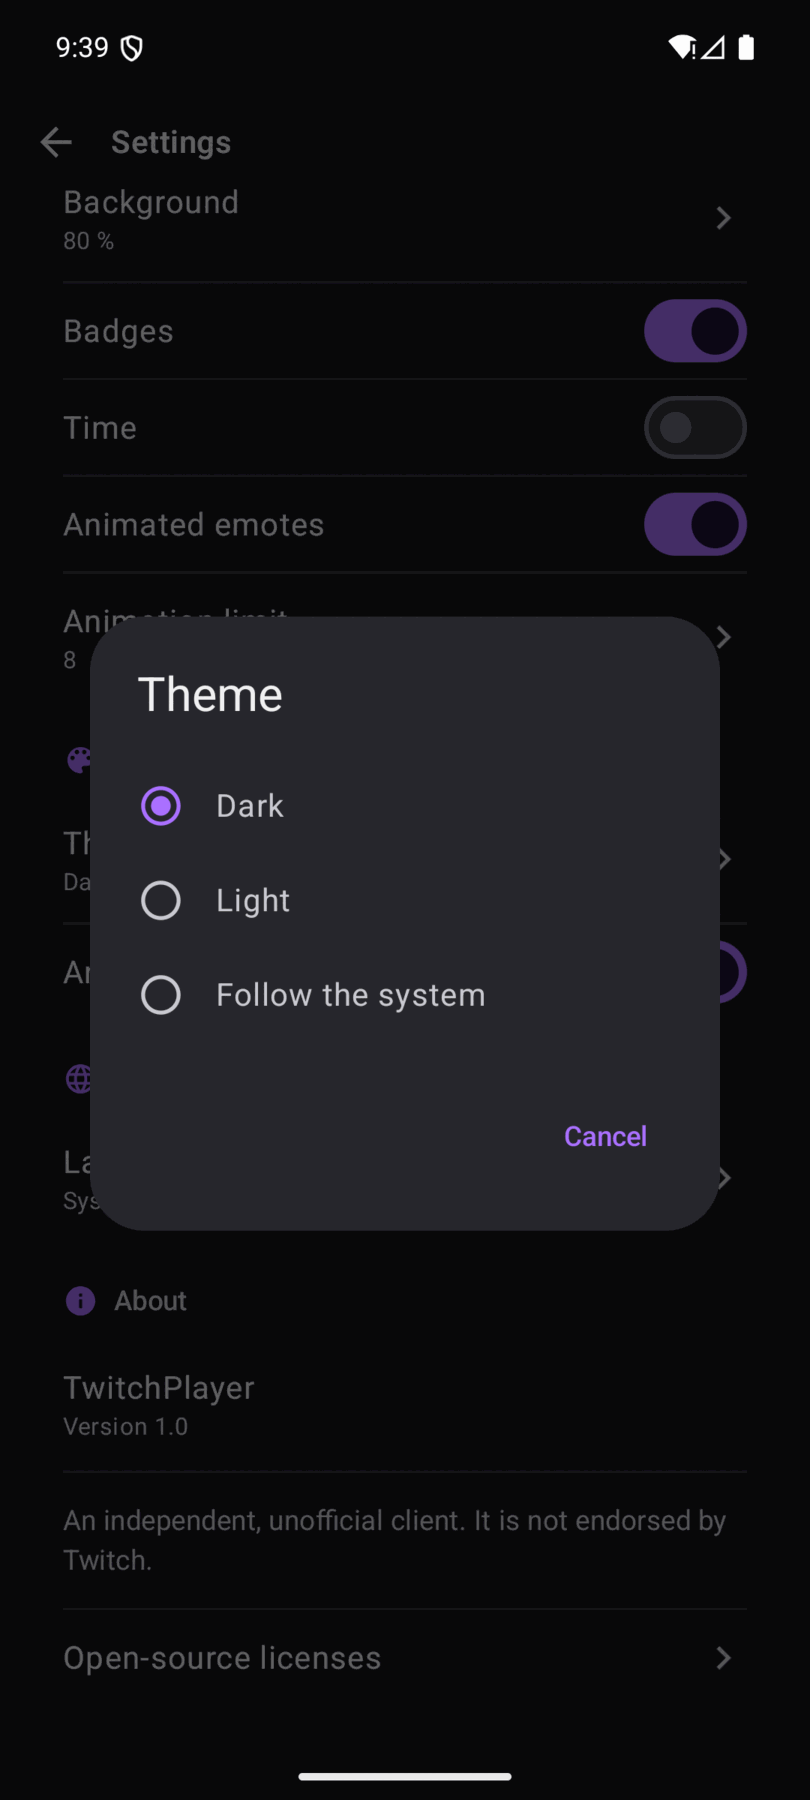 9:39
Settings
Background
80 %
Badges
Time
Animated emotes
8
Theme
Dark
Light
Follow the system
Cancel
About
TwitchPlayer
Version 1.0
An independent, unofficial client. It is not endorsed by
Twitch.
Open-source licenses